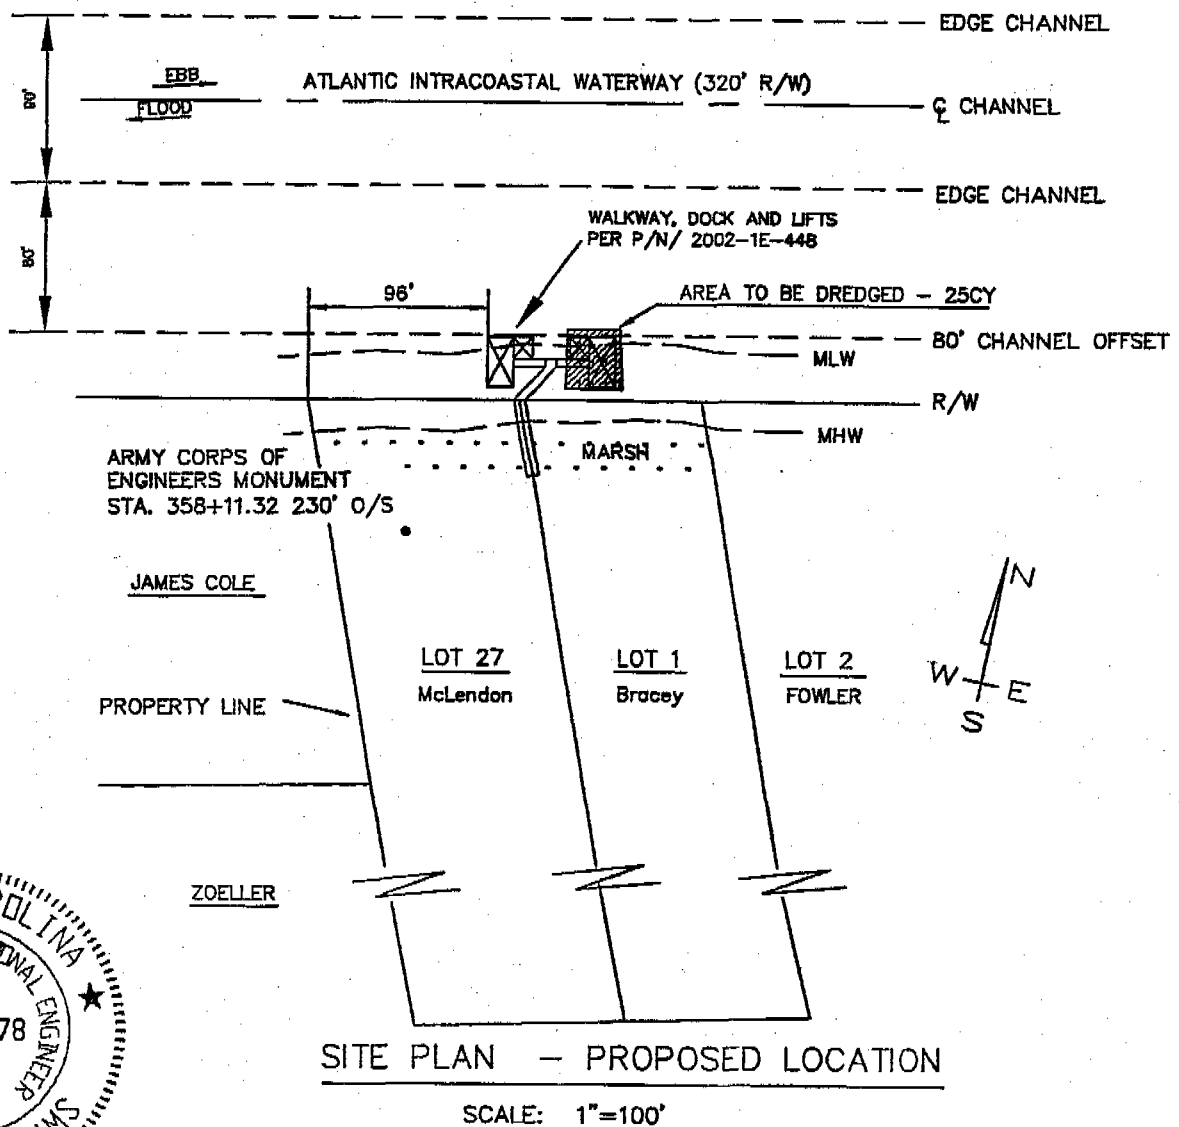 EDGE CHANNEL
EBB
ATLANTIC INTRACOASTAL WATERWAY (320' R/W)
FLOOD
℄ CHANNEL
EDGE CHANNEL
WALKWAY, DOCK AND LIFTS
PER P/N/ 2002-1E-448
80'
96'
AREA TO BE DREDGED - 25CY
80' CHANNEL OFFSET
MLW
R/W
MHW
MARSH
ARMY CORPS OF
ENGINEERS MONUMENT
STA. 358+11.32 230' O/S
JAMES COLE
N
W
E
S
LOT 27
McLendon
LOT 1
Bracey
LOT 2
FOWLER
PROPERTY LINE
ZOELLER
ENGINEER
78
SITE PLAN - PROPOSED LOCATION
SCALE: 1"=100'